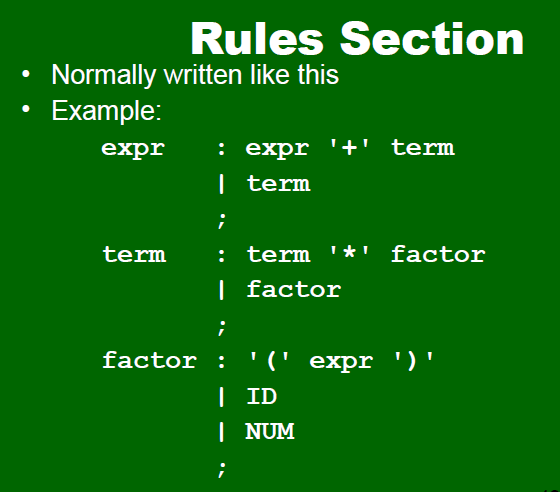 Rules Section
• Normally written like this
• Example:
expr : expr '+' term
| term
;
term : term '*' factor
| factor
;
factor : '(' expr ')'
| ID
| NUM
;